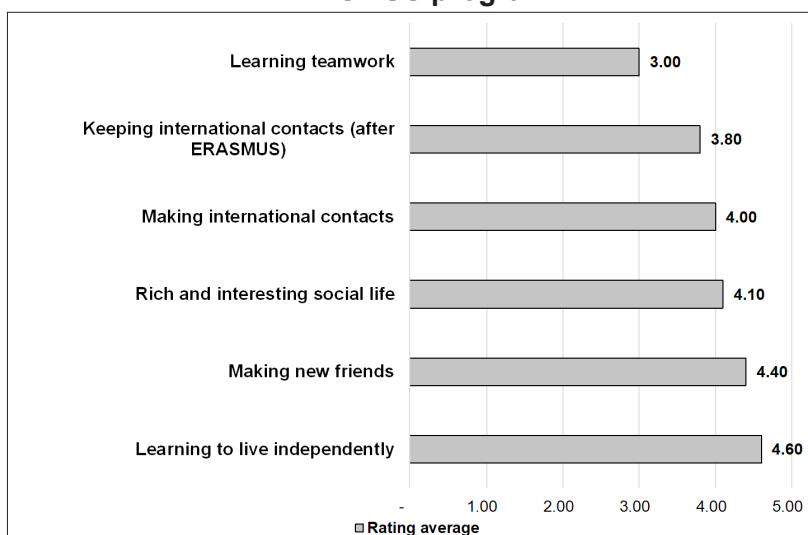 Learning teamwork
3.00
Keeping international contacts (after
ERASMUS)
3.80
Making international contacts
4.00
Rich and interesting social life
4.10
Making new friends
4.40
Learning to live independently
4.60
- 1.00 2.00 3.00 4.00 5.00
Rating average